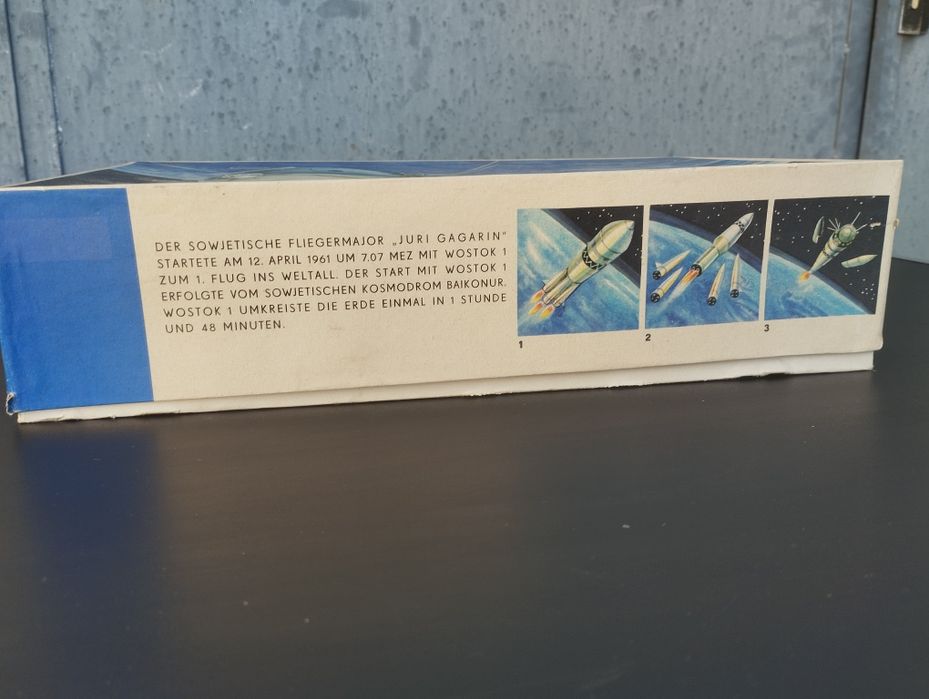 DER SOWJETISCHE FLIEGERMAJOR „JURI GAGARIN“
STARTETE AM 12. APRIL 1961 UM 7.07 MEZ MIT WOSTOK 1
ZUM 1. FLUG INS WELTALL. DER START MIT WOSTOK 1
ERFOLGTE VOM SOWJETISCHEN KOSMODROM BAIKONUR.
WOSTOK 1 UMKREISTE DIE ERDE EINMAL IN 1 STUNDE
UND 48 MINUTEN.
1
2
3